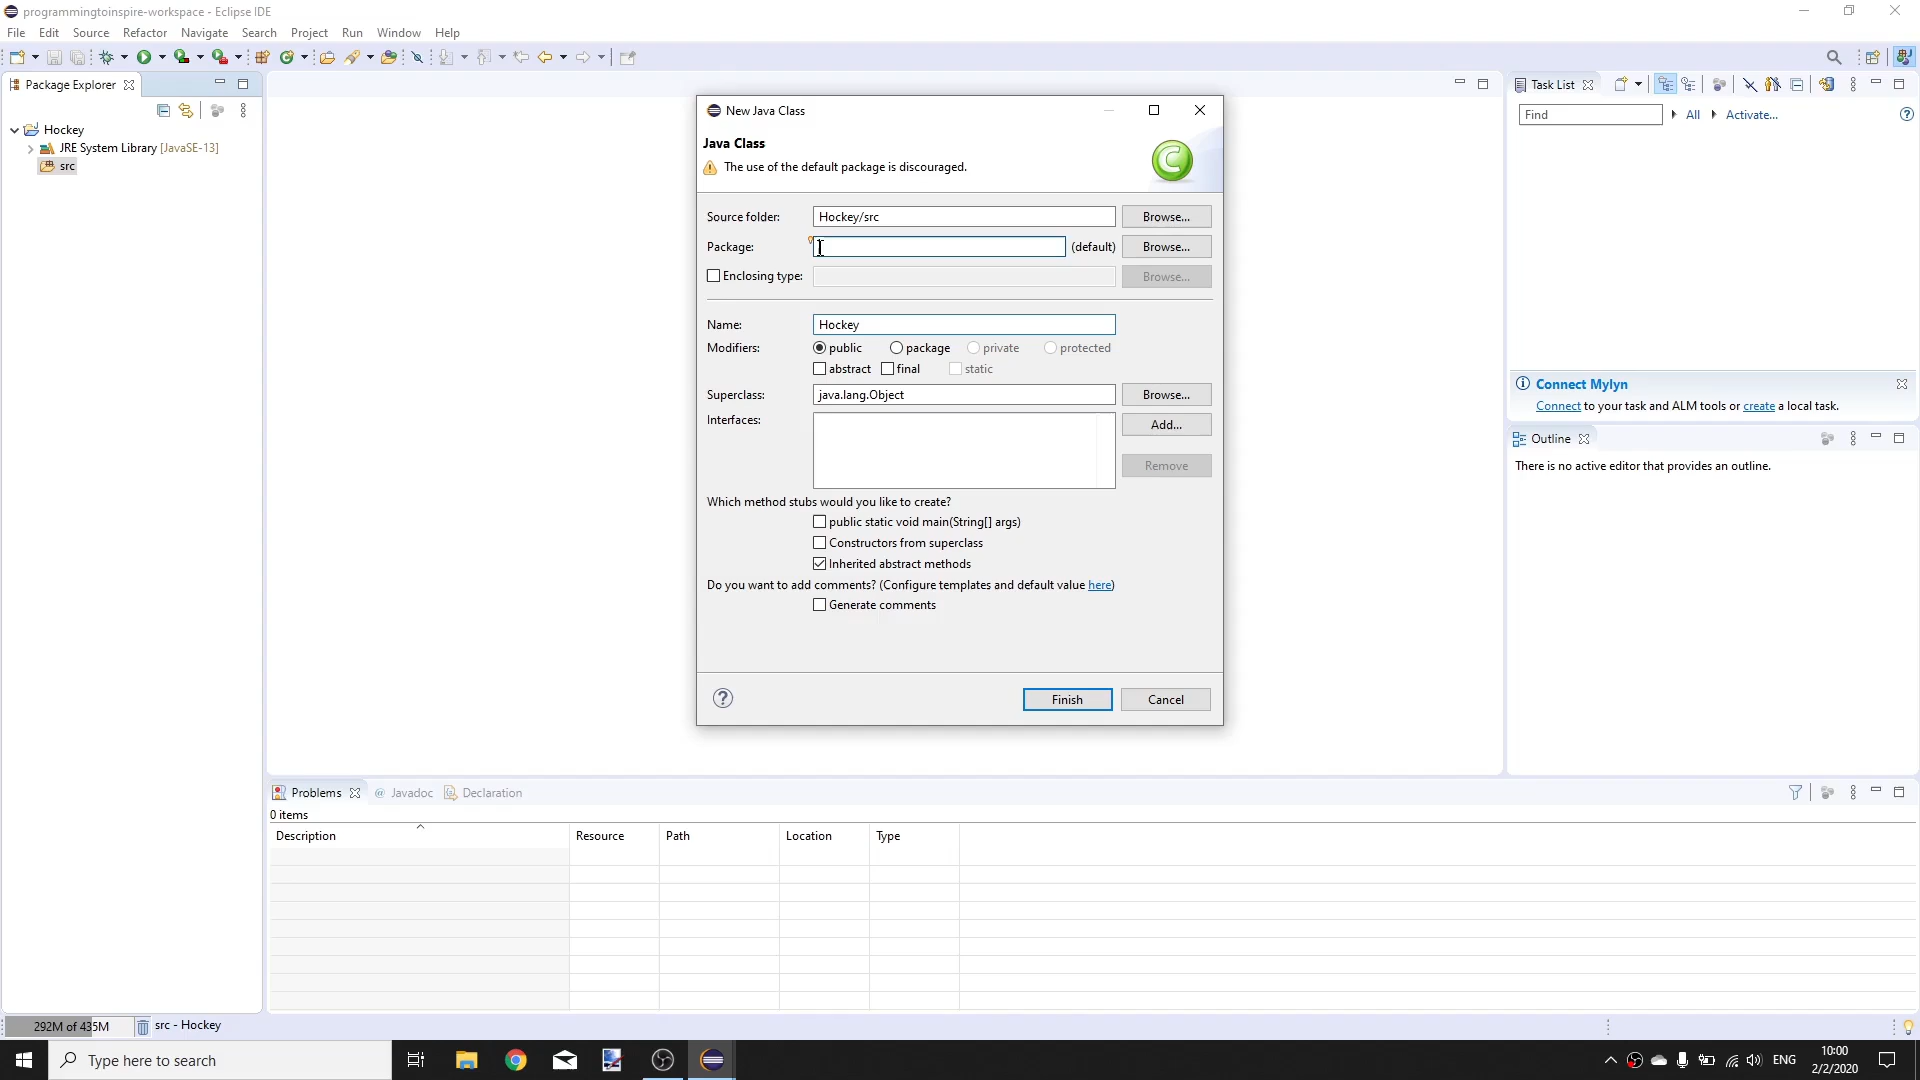 programmingtoinspire-workspace - Eclipse IDE
File Edit Source Refactor Navigate Search Project Run Window Help
Package Explorer
Hockey
JRE System Library [JavaSE-13]
src
New Java Class
Java Class
The use of the default package is discouraged.
Source folder: Hockey/src Browse...
Package: (default) Browse...
Enclosing type: Browse...
Name: Hockey
Modifiers: public package private protected
abstract final static
Superclass: java.lang.Object Browse...
Interfaces: Add...
Remove
Which method stubs would you like to create?
public static void main(String[] args)
Constructors from superclass
Inherited abstract methods
Do you want to add comments? (Configure templates and default value here)
Generate comments
Finish Cancel
Task List
Find All Activate...
Connect Mylyn
Connect to your task and ALM tools or create a local task.
Outline
There is no active editor that provides an outline.
Problems @ Javadoc Declaration
0 items
Description Resource Path Location Type
292M of 435M src - Hockey
Type here to search
ENG
10:00
2/2/2020